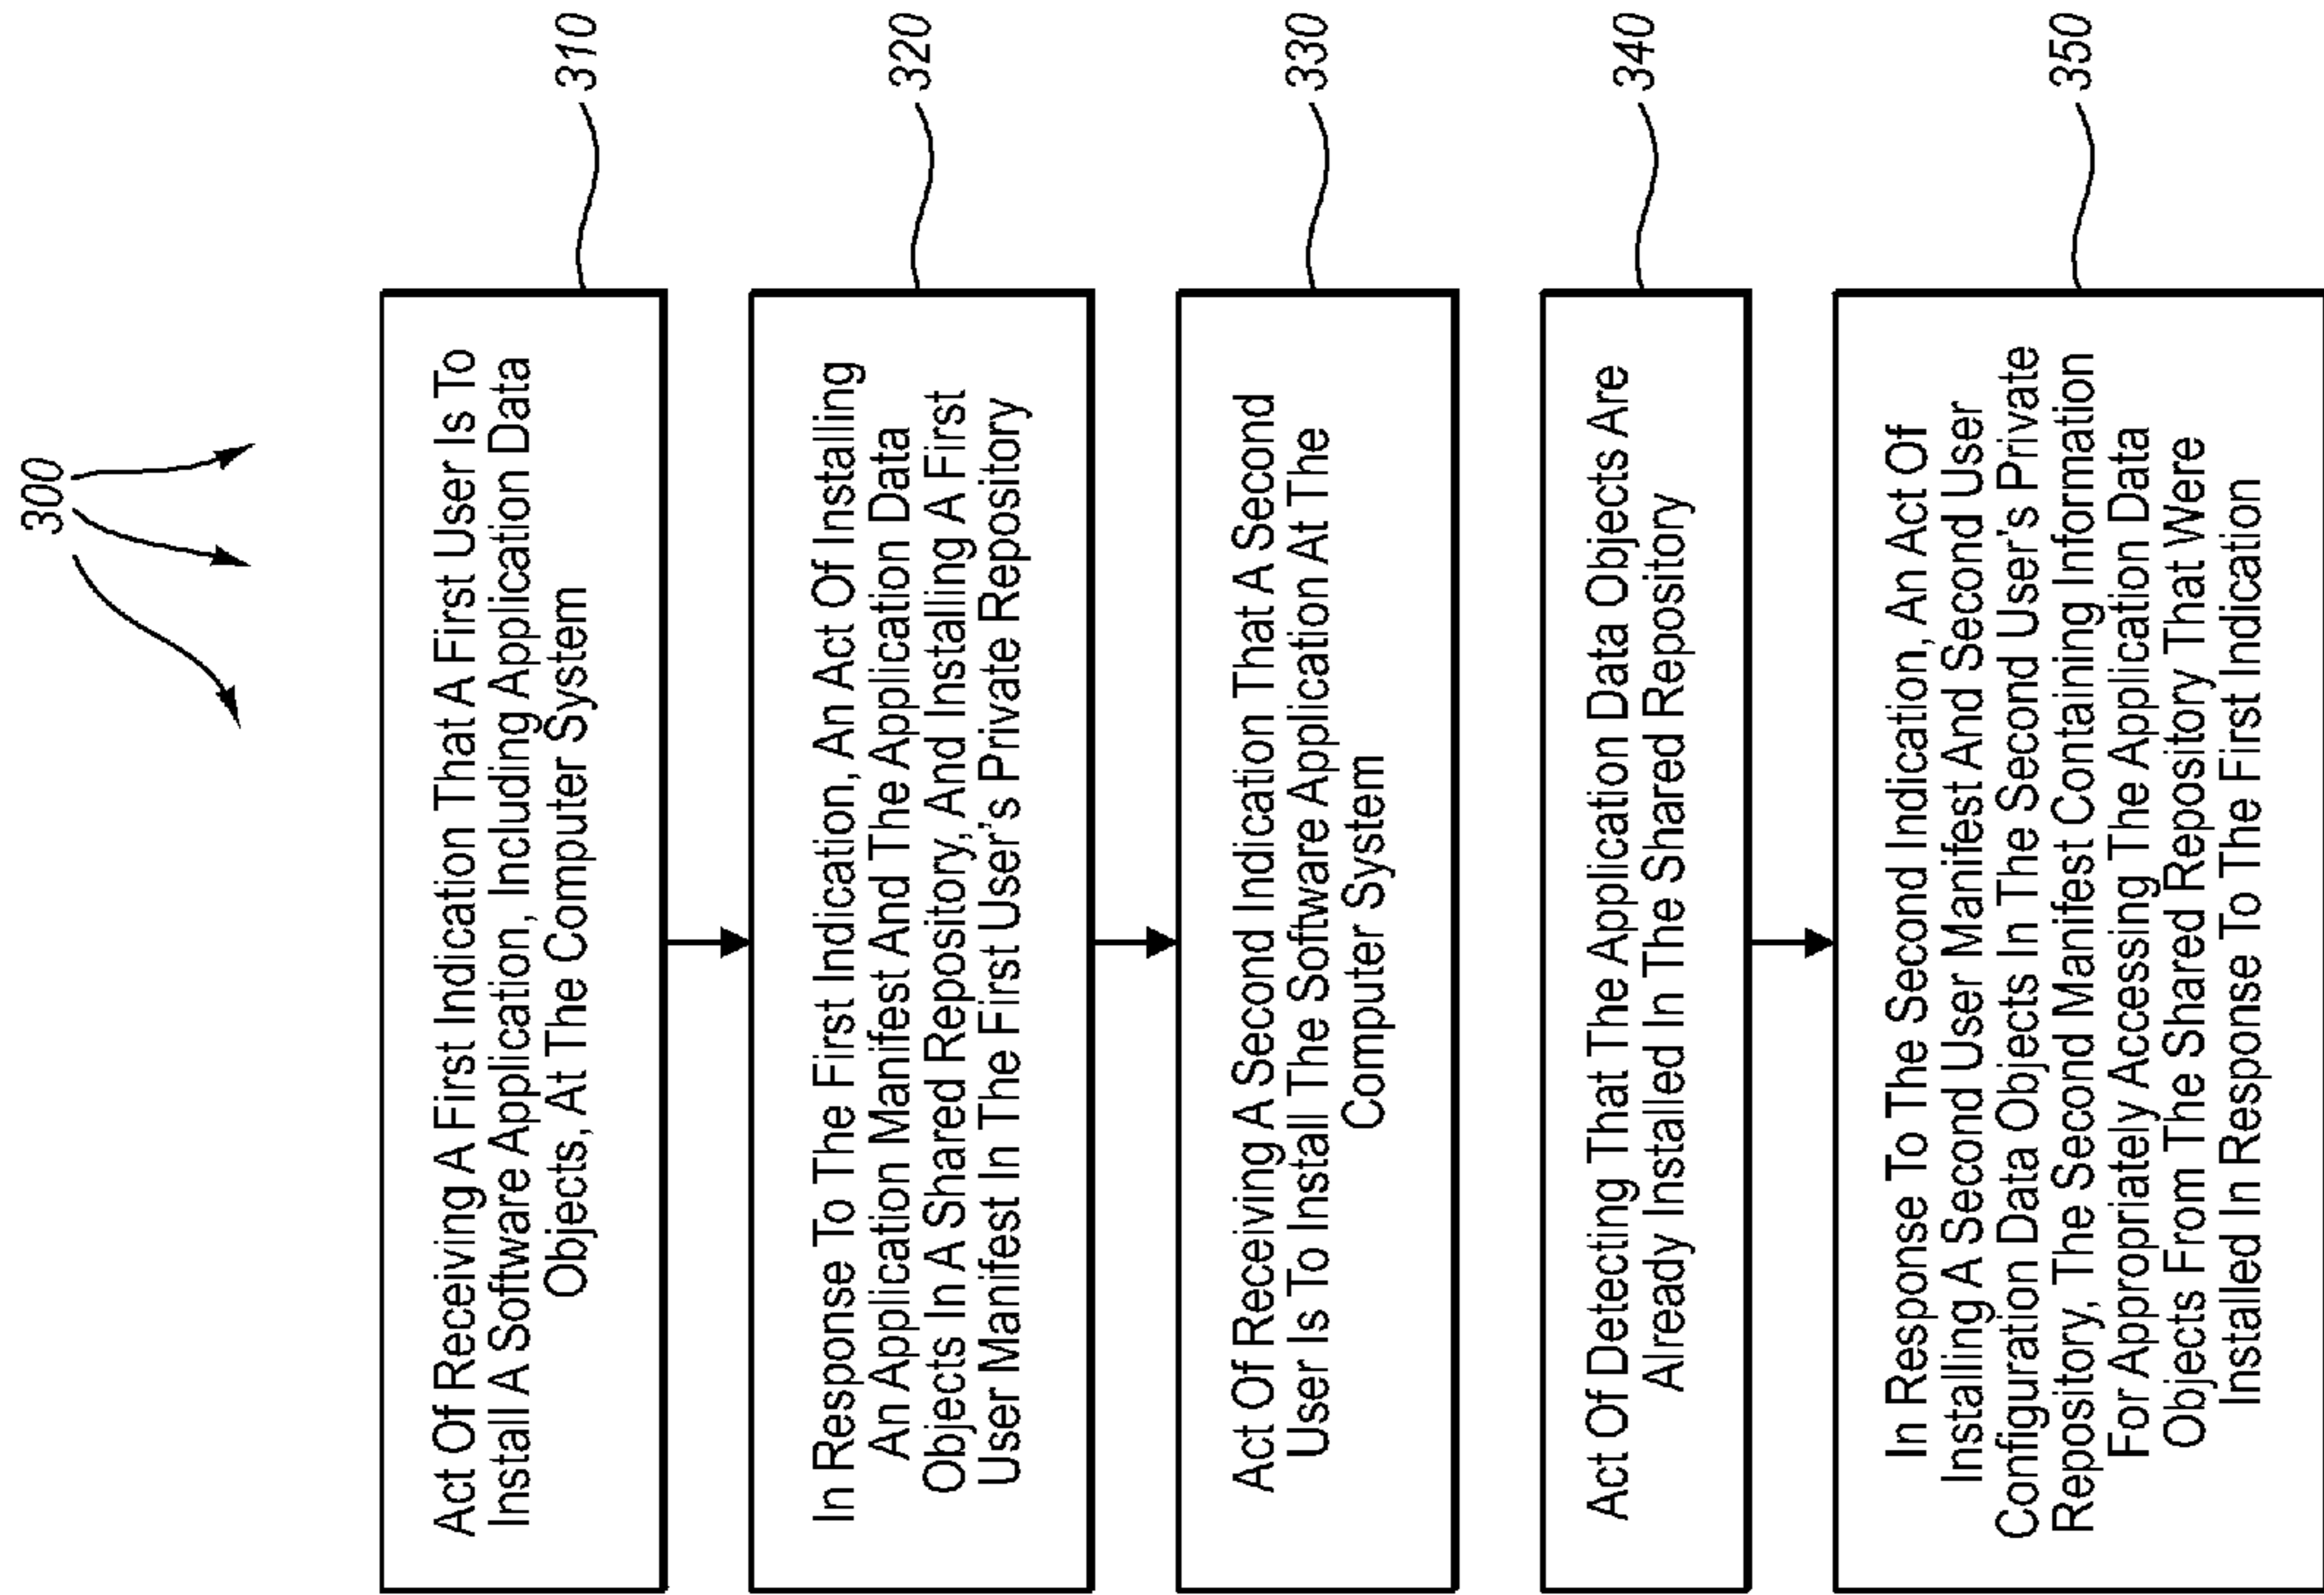 300
Act Of Receiving A First Indication That A First User Is To
Install A Software Application, Including Application Data
Objects, At The Computer System
310
In Response To The First Indication, An Act Of Installing
An Application Manifest And The Application Data
Objects In A Shared Repository, And Installing A First
User Manifest In The First User's Private Repository
320
Act Of Receiving A Second Indication That A Second
User Is To Install The Software Application At The
Computer System
330
Act Of Detecting That The Application Data Objects Are
Already Installed In The Shared Repository
340
In Response To The Second Indication, An Act Of
Installing A Second User Manifest And Second User
Configuration Data Objects In The Second User's Private
Repository, The Second Manifest Containing Information
For Appropriately Accessing The Application Data
Objects From The Shared Repository That Were
Installed In Response To The First Indication
350